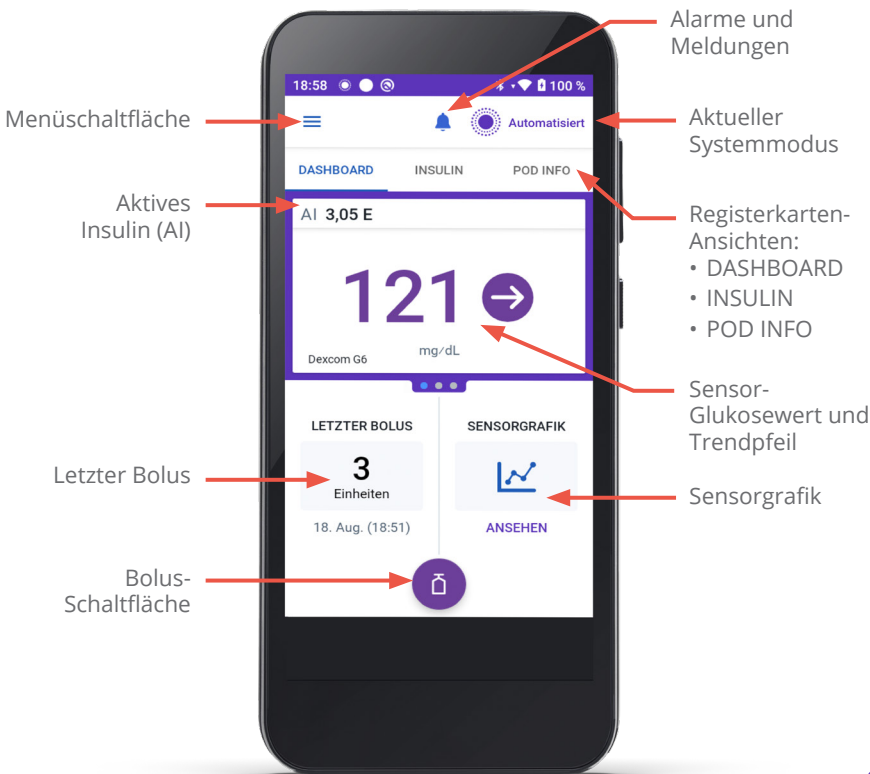 Alarme und
Meldungen
18:58
100 %
Menüschaltfläche
Automatisiert
Aktueller
Systemmodus
DASHBOARD
INSULIN
POD INFO
Aktives
Insulin (AI)
AI 3,05 E
Registerkarten-
Ansichten:
• DASHBOARD
• INSULIN
• POD INFO
121
mg/dL
Dexcom G6
Sensor-
Glukosewert und
Trendpfeil
LETZTER BOLUS
SENSORGRAFIK
Letzter Bolus
3
Einheiten
Sensorgrafik
18. Aug. (18:51)
ANSEHEN
Bolus-
Schaltfläche